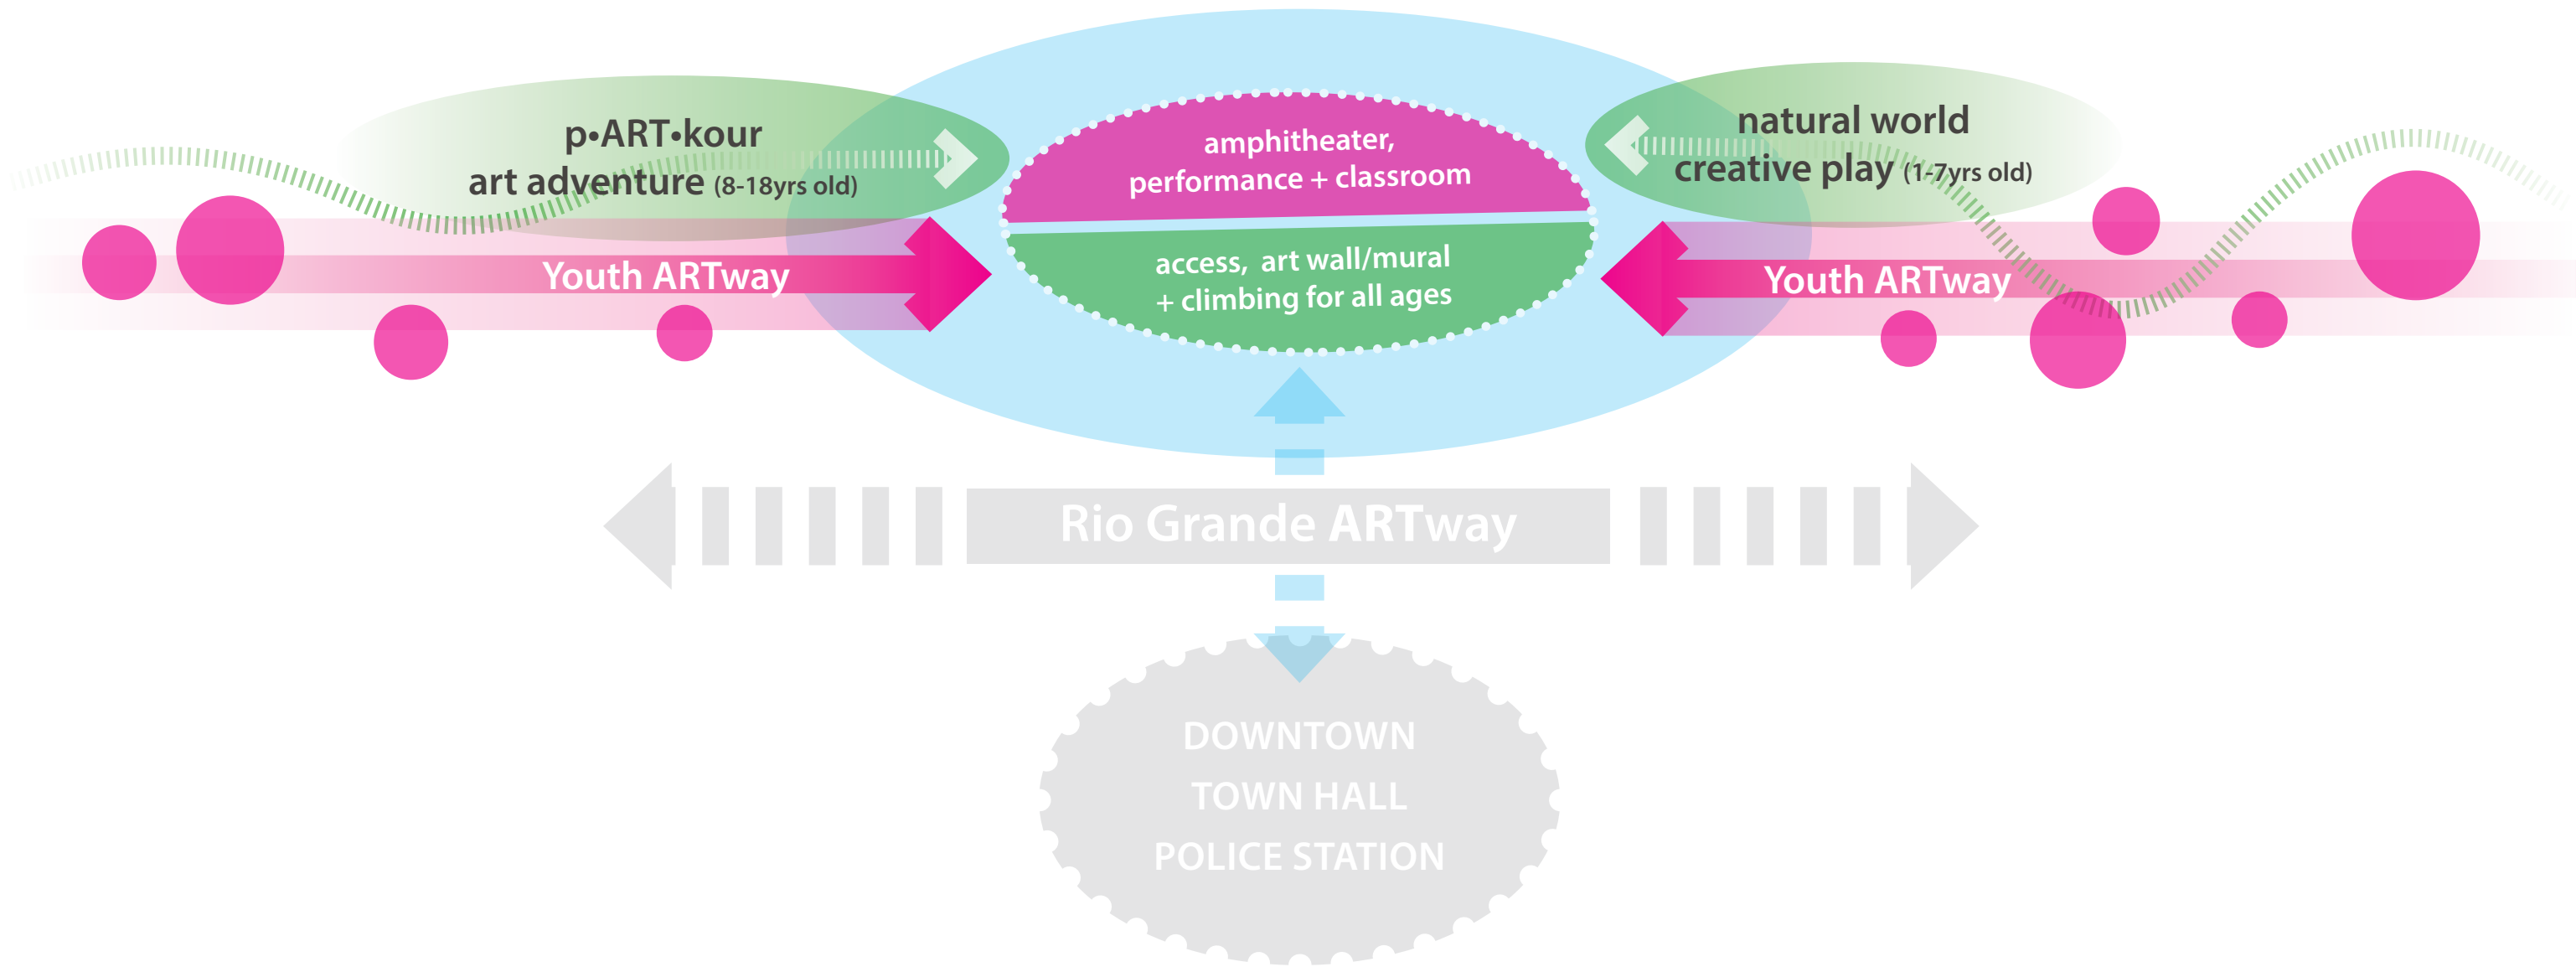 p•ART•kour
art adventure (8-18yrs old)
amphitheater,
performance + classroom
natural world
creative play (1-7yrs old)
Youth ARTway
access, art wall/mural
+ climbing for all ages
Youth ARTway
Rio Grande ARTway
DOWNTOWN
TOWN HALL
POLICE STATION